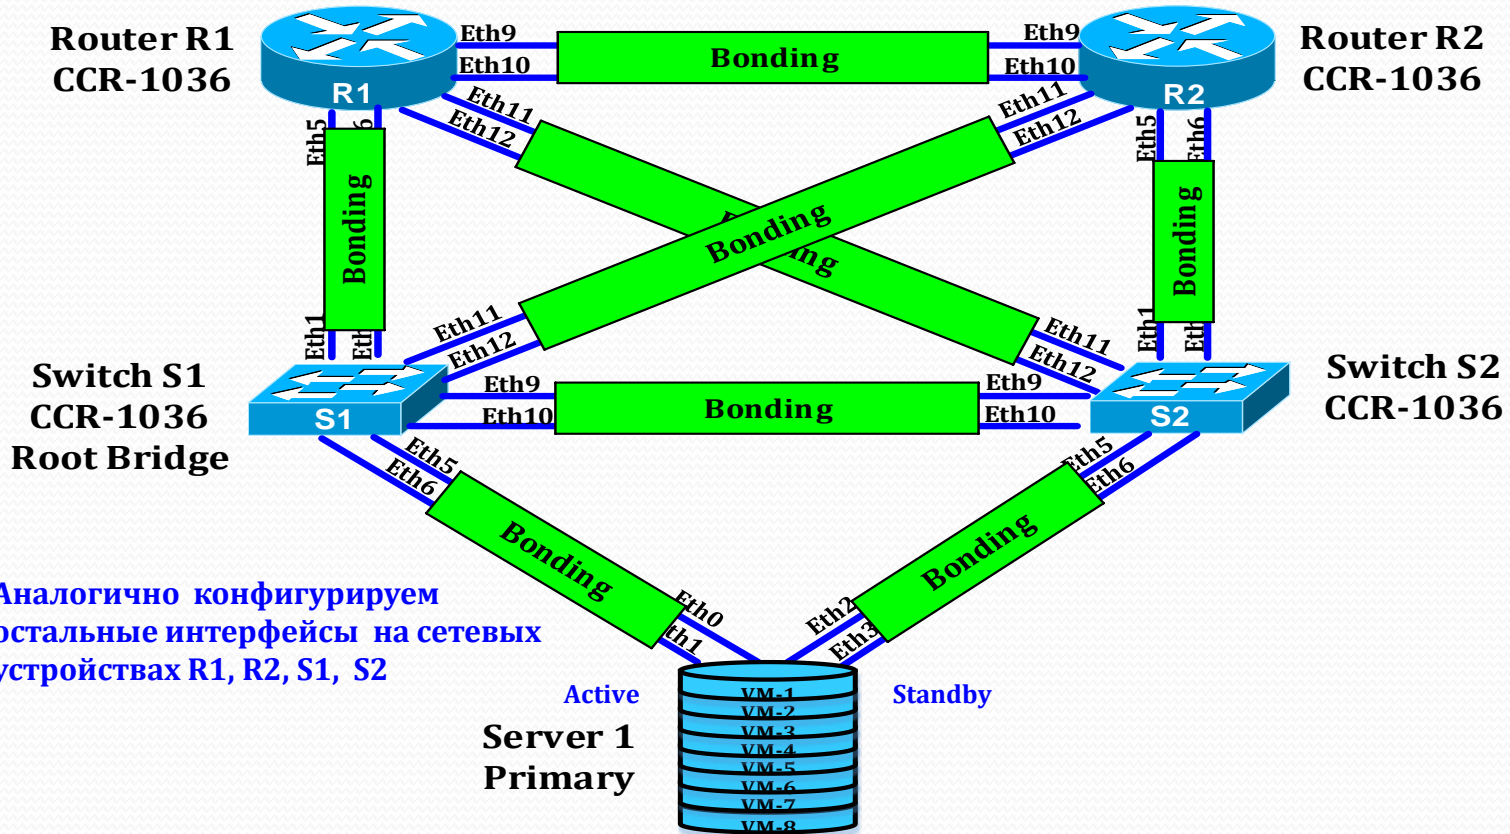 Router R1
CCR-1036
R1
Eth9
Eth10
Bonding
Eth9
Eth10
R2
Router R2
CCR-1036
Eth11
Eth12
Eth11
Eth12
Eth5
Bonding
Eth1
Bonding
Eth5
Eth6
Bonding
Eth1
Eth11
Eth12
Eth11
Eth12
Switch S1
CCR-1036
Root Bridge
S1
Eth9
Eth10
Bonding
Eth9
Eth10
S2
Switch S2
CCR-1036
Eth5
Eth6
Bonding
Eth5
Eth6
Bonding
Аналогично конфигурируем
остальные интерфейсы на сетевых
устройствах R1, R2, S1, S2
Eth0
Eth1
Eth2
Eth3
Active
Standby
Server 1
Primary
VM-1
VM-2
VM-3
VM-4
VM-5
VM-6
VM-7
VM-8